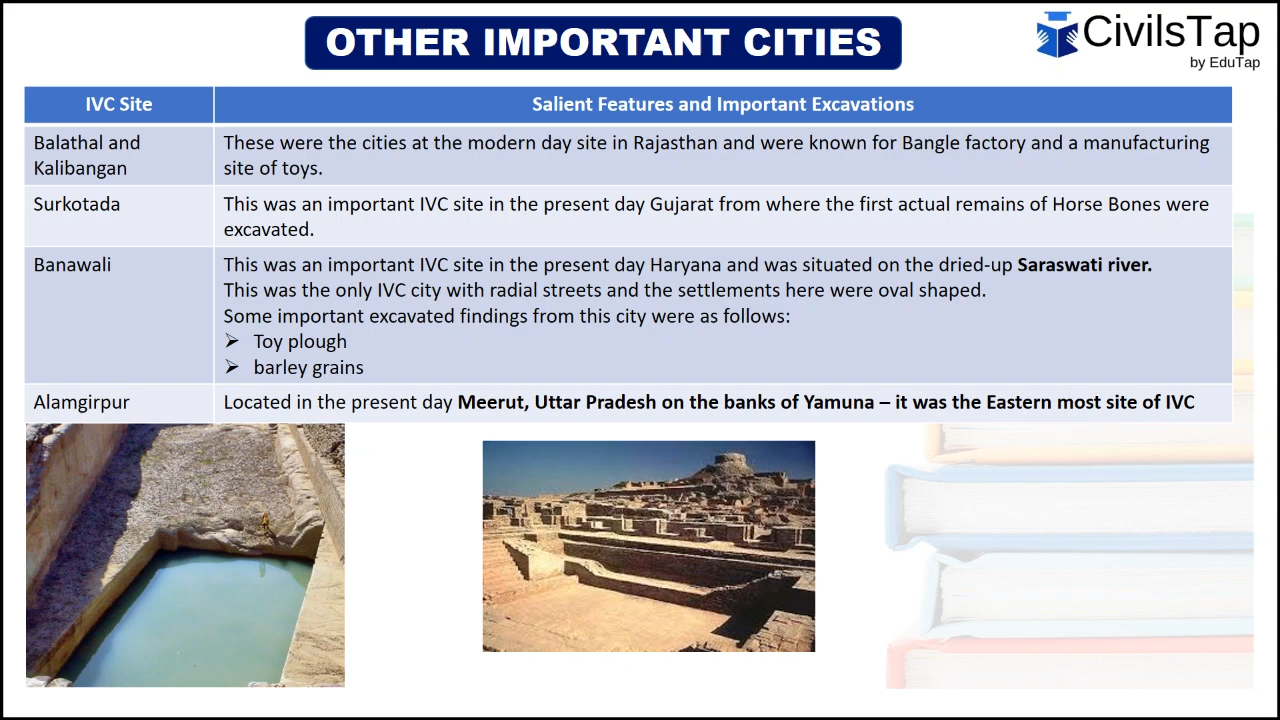 OTHER IMPORTANT CITIES
CivilsTap
by EduTap
IVC Site
Salient Features and Important Excavations
Balathal and
Kalibangan
These were the cities at the modern day site in Rajasthan and were known for Bangle factory and a manufacturing
site of toys.
Surkotada
This was an important IVC site in the present day Gujarat from where the first actual remains of Horse Bones were
excavated.
Banawali
This was an important IVC site in the present day Haryana and was situated on the dried-up Saraswati river.
This was the only IVC city with radial streets and the settlements here were oval shaped.
Some important excavated findings from this city were as follows:
➢ Toy plough
➢ barley grains
Alamgirpur
Located in the present day Meerut, Uttar Pradesh on the banks of Yamuna – it was the Eastern most site of IVC